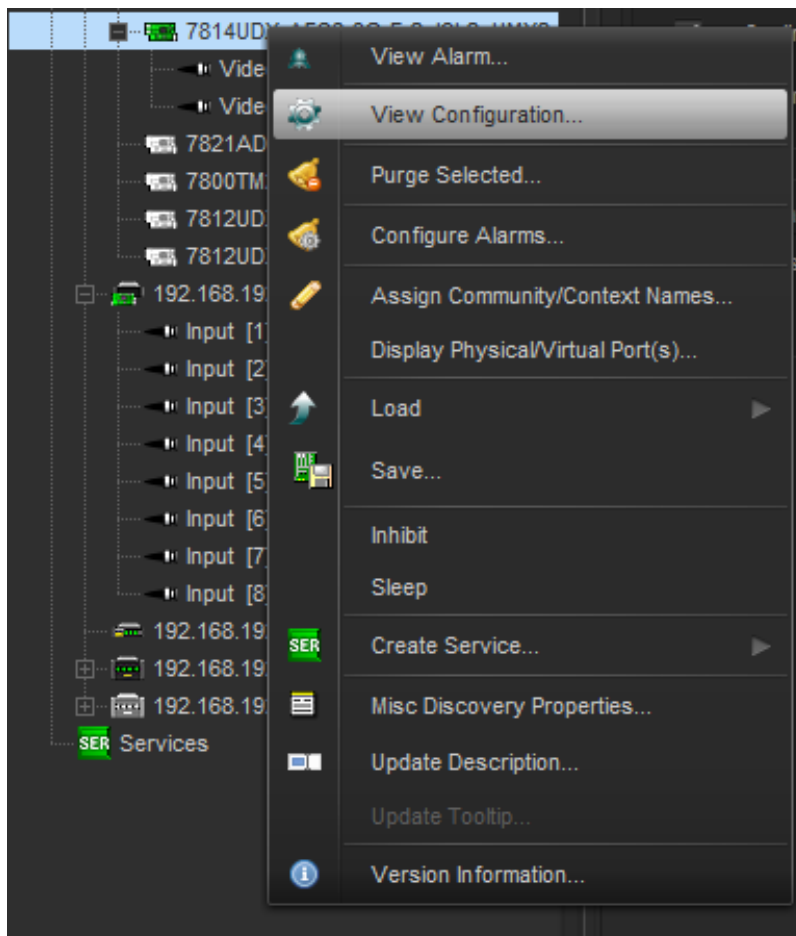 7814UDX
View Alarm...
Vide
Vide
View Configuration...
7821AD
7800TM
Purge Selected...
7812UD
Configure Alarms...
7812UD
192.168.19
Assign Community/Context Names...
Input [1]
Display Physical/Virtual Port(s)...
Input [2
Input [3
Load
Input [4
Input [5
Save...
Input [6
Inhibit
Input [7
Input [8
Sleep
192.168.19
SER Create Service...
192.168.19
192.168.19
Misc Discovery Properties...
SER Services
Update Description...
Update Tooltip...
Version Information...